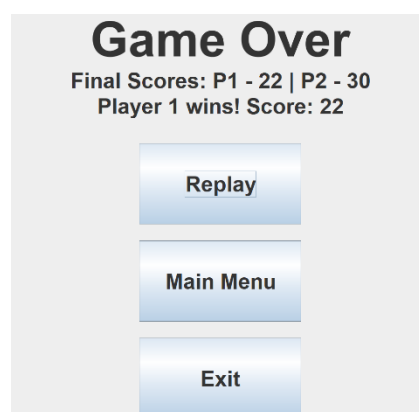 Game Over
Final Scores: P1 - 22 | P2 - 30
Player 1 wins! Score: 22
Replay
Main Menu
Exit